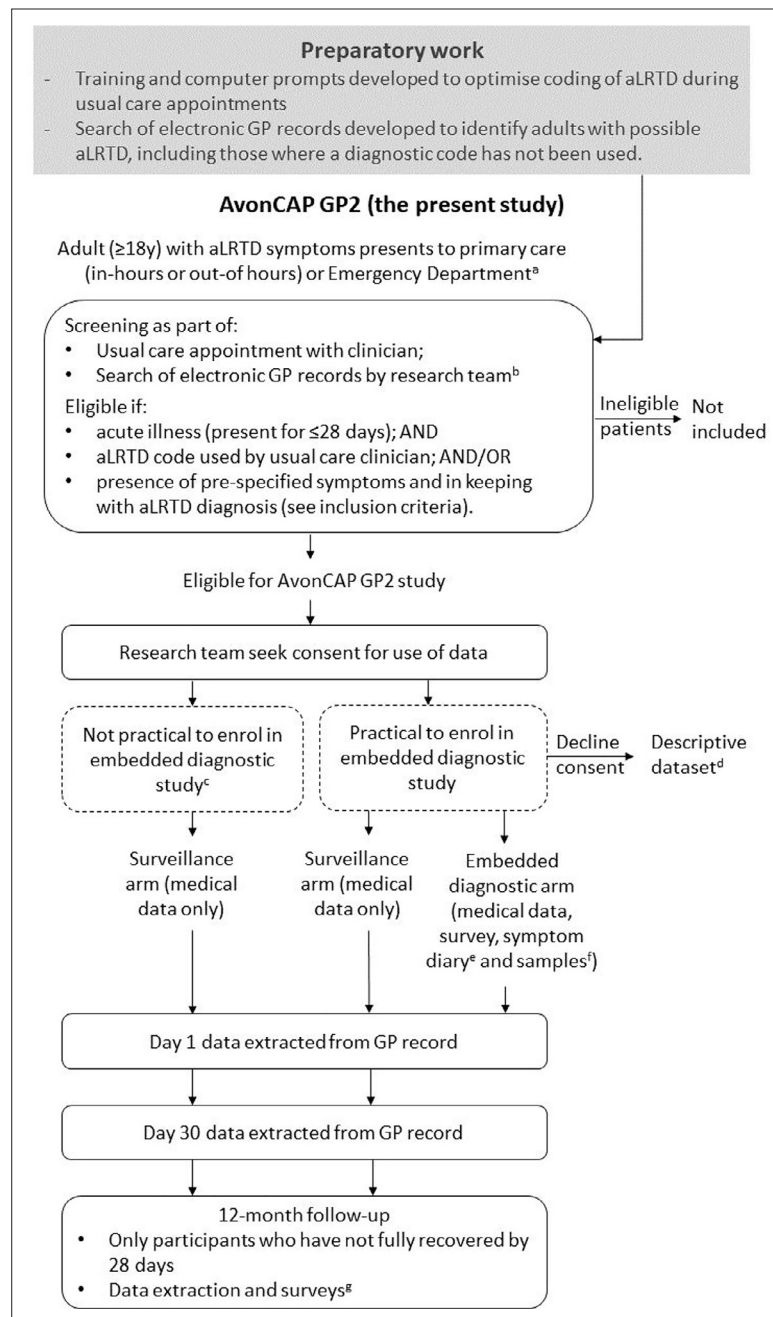 Preparatory work
- Training and computer prompts developed to optimise coding of aLRTD during
usual care appointments
- Search of electronic GP records developed to identify adults with possible
aLRTD, including those where a diagnostic code has not been used.
AvonCAP GP2 (the present study)
Adult (≥18y) with aLRTD symptoms presents to primary care
(in-hours or out-of hours) or Emergency Departmentᵃ
Screening as part of:
• Usual care appointment with clinician;
• Search of electronic GP records by research teamᵇ
Eligible if:
• acute illness (present for ≤28 days); AND
• aLRTD code used by usual care clinician; AND/OR
• presence of pre-specified symptoms and in keeping
with aLRTD diagnosis (see inclusion criteria).
Ineligible
patients
Not
included
Eligible for AvonCAP GP2 study
Research team seek consent for use of data
Not practical to enrol in
embedded diagnostic
studyᶜ
Practical to enrol in
embedded diagnostic
study
Decline
consent
Descriptive
datasetᵈ
Surveillance
arm (medical
data only)
Surveillance
arm (medical
data only)
Embedded
diagnostic arm
(medical data,
survey, symptom
diaryᵉ and samplesᶠ)
Day 1 data extracted from GP record
Day 30 data extracted from GP record
12-month follow-up
• Only participants who have not fully recovered by
28 days
• Data extraction and surveysᵍ